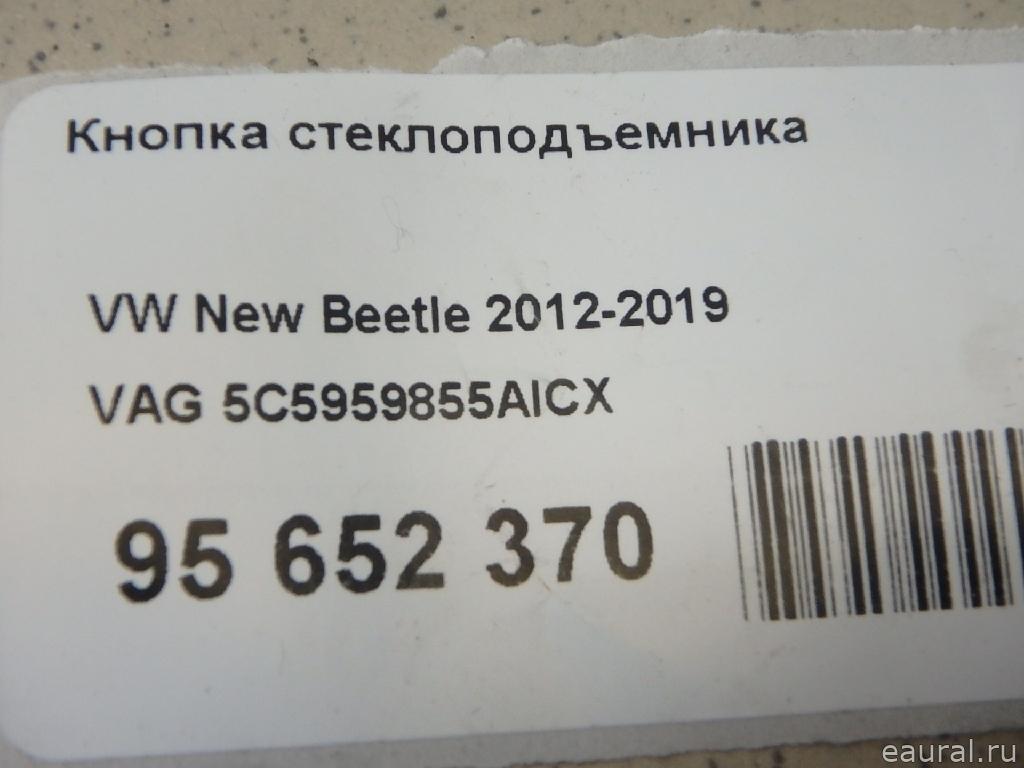 Кнопка стеклоподъемника
VW New Beetle 2012-2019
VAG 5C5959855AICX
95 652 370
eaural.ru